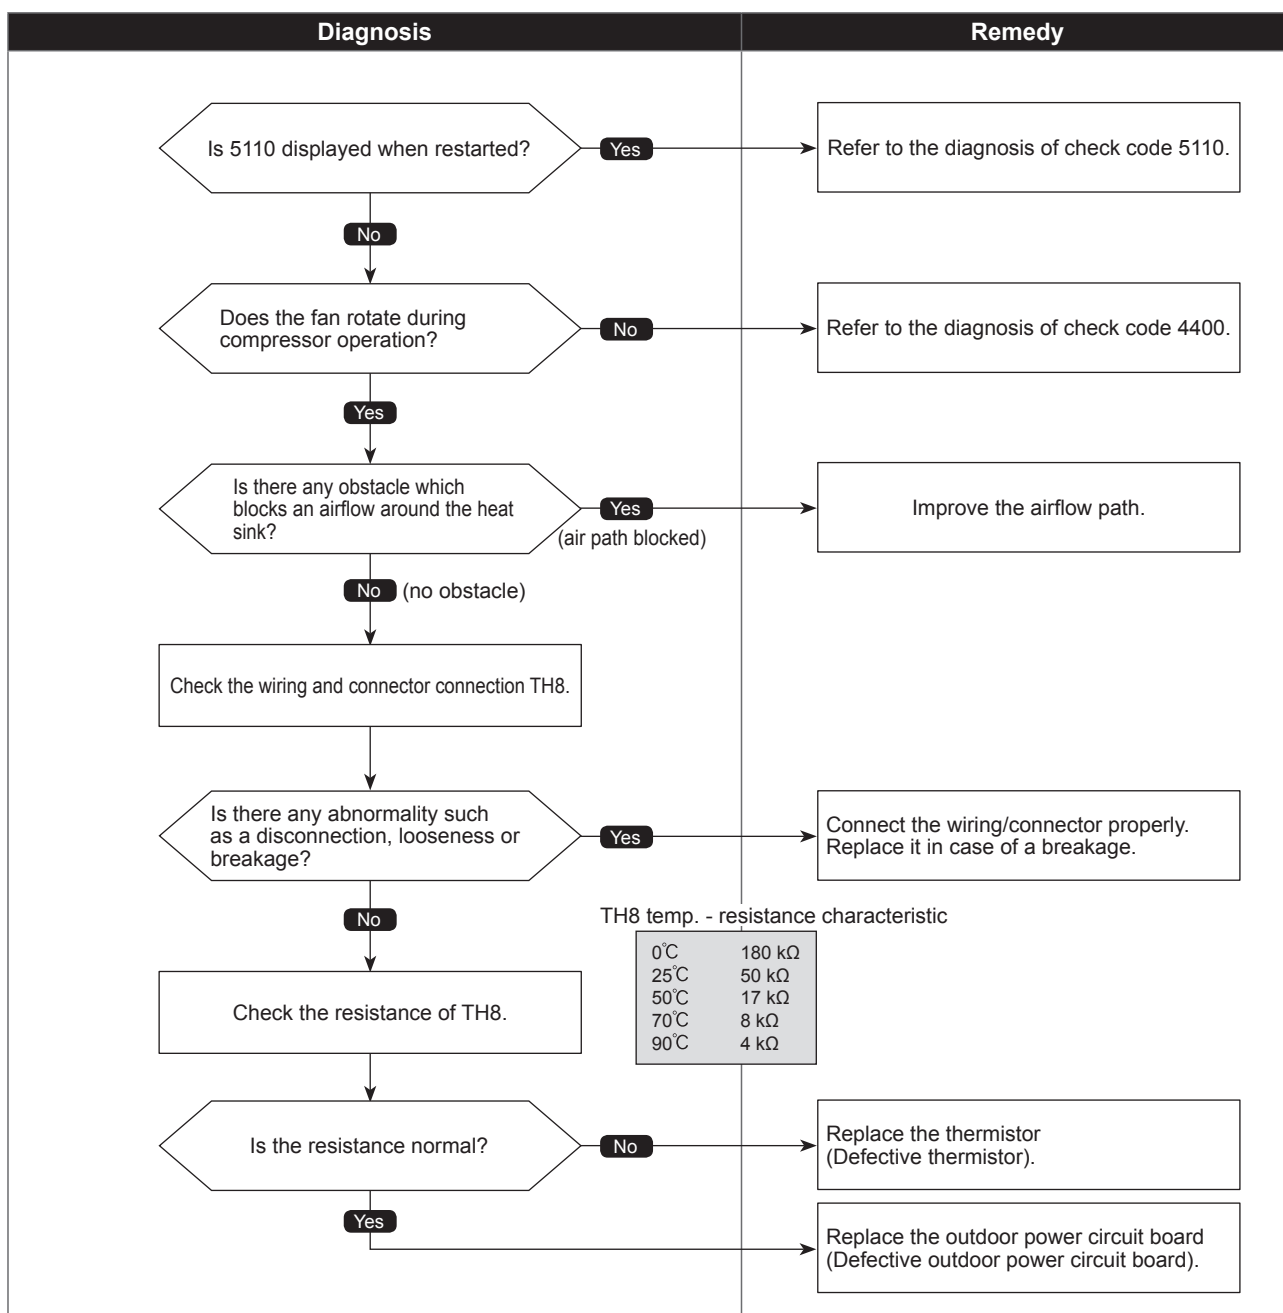 Diagnosis
Remedy
Is 5110 displayed when restarted?
Yes
Refer to the diagnosis of check code 5110.
No
Does the fan rotate during
compressor operation?
No
Refer to the diagnosis of check code 4400.
Yes
Is there any obstacle which
blocks an airflow around the heat
sink?
Yes
(air path blocked)
Improve the airflow path.
No (no obstacle)
Check the wiring and connector connection TH8.
Is there any abnormality such
as a disconnection, looseness or
breakage?
Yes
Connect the wiring/connector properly.
Replace it in case of a breakage.
No
TH8 temp. - resistance characteristic
0℃ 180 kΩ
25℃ 50 kΩ
50℃ 17 kΩ
70℃ 8 kΩ
90℃ 4 kΩ
Check the resistance of TH8.
Is the resistance normal?
No
Replace the thermistor
(Defective thermistor).
Yes
Replace the outdoor power circuit board
(Defective outdoor power circuit board).